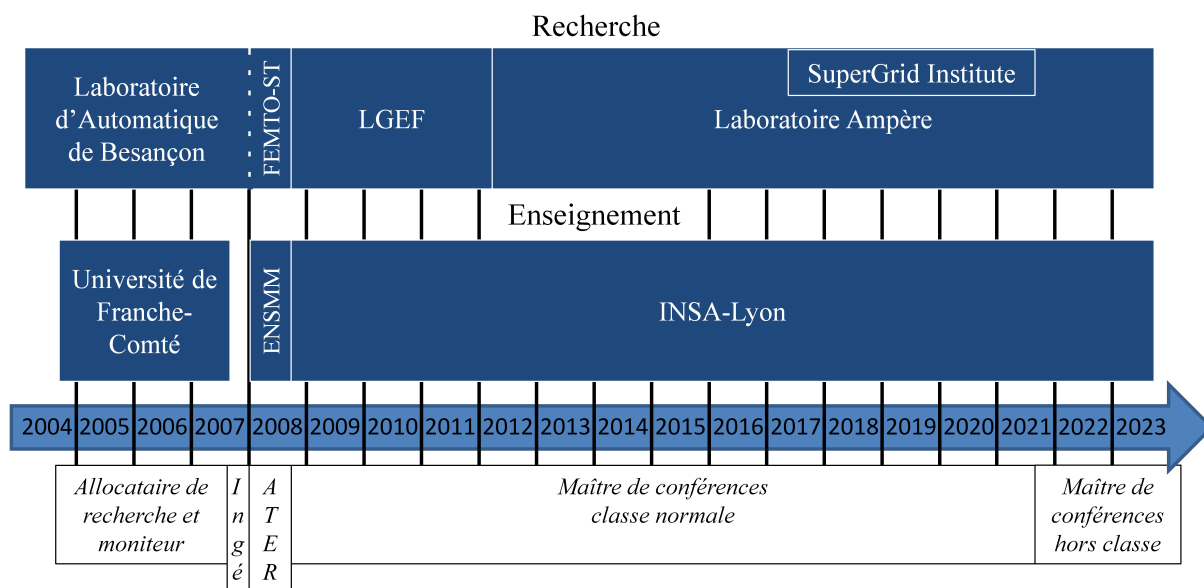 Recherche
Laboratoire
d’Automatique
de Besançon
FEMTO-ST
LGEF
SuperGrid Institute
Laboratoire Ampère
Enseignement
Université de
Franche-
Comté
ENSMM
INSA-Lyon
2004 2005 2006 2007 2008 2009 2010 2011 2012 2013 2014 2015 2016 2017 2018 2019 2020 2021 2022 2023
Allocataire de
recherche et
moniteur
I
n
g
é
A
T
E
R
Maître de conférences
classe normale
Maître de
conférences
hors classe